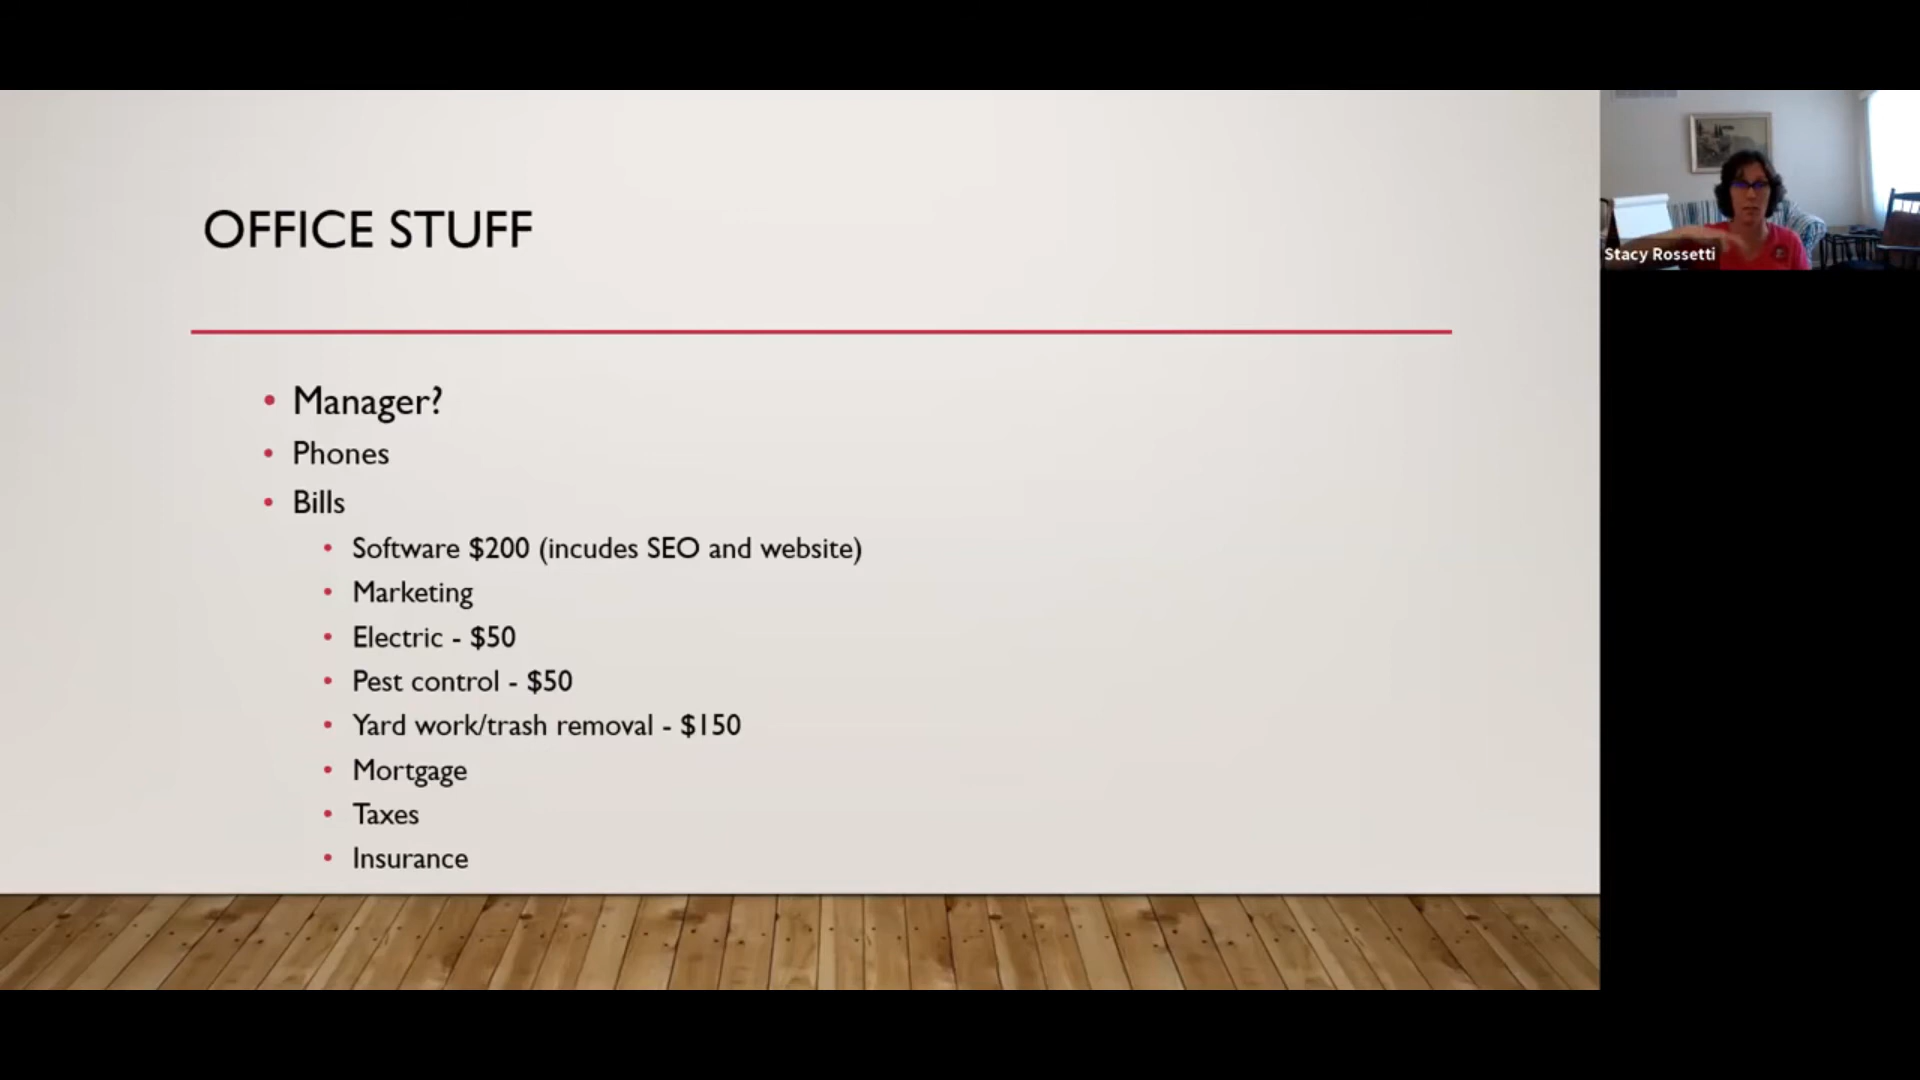 OFFICE STUFF
Stacy Rossetti
• Manager?
• Phones
• Bills
• Software $200 (incudes SEO and website)
• Marketing
• Electric - $50
• Pest control - $50
• Yard work/trash removal - $150
• Mortgage
• Taxes
• Insurance